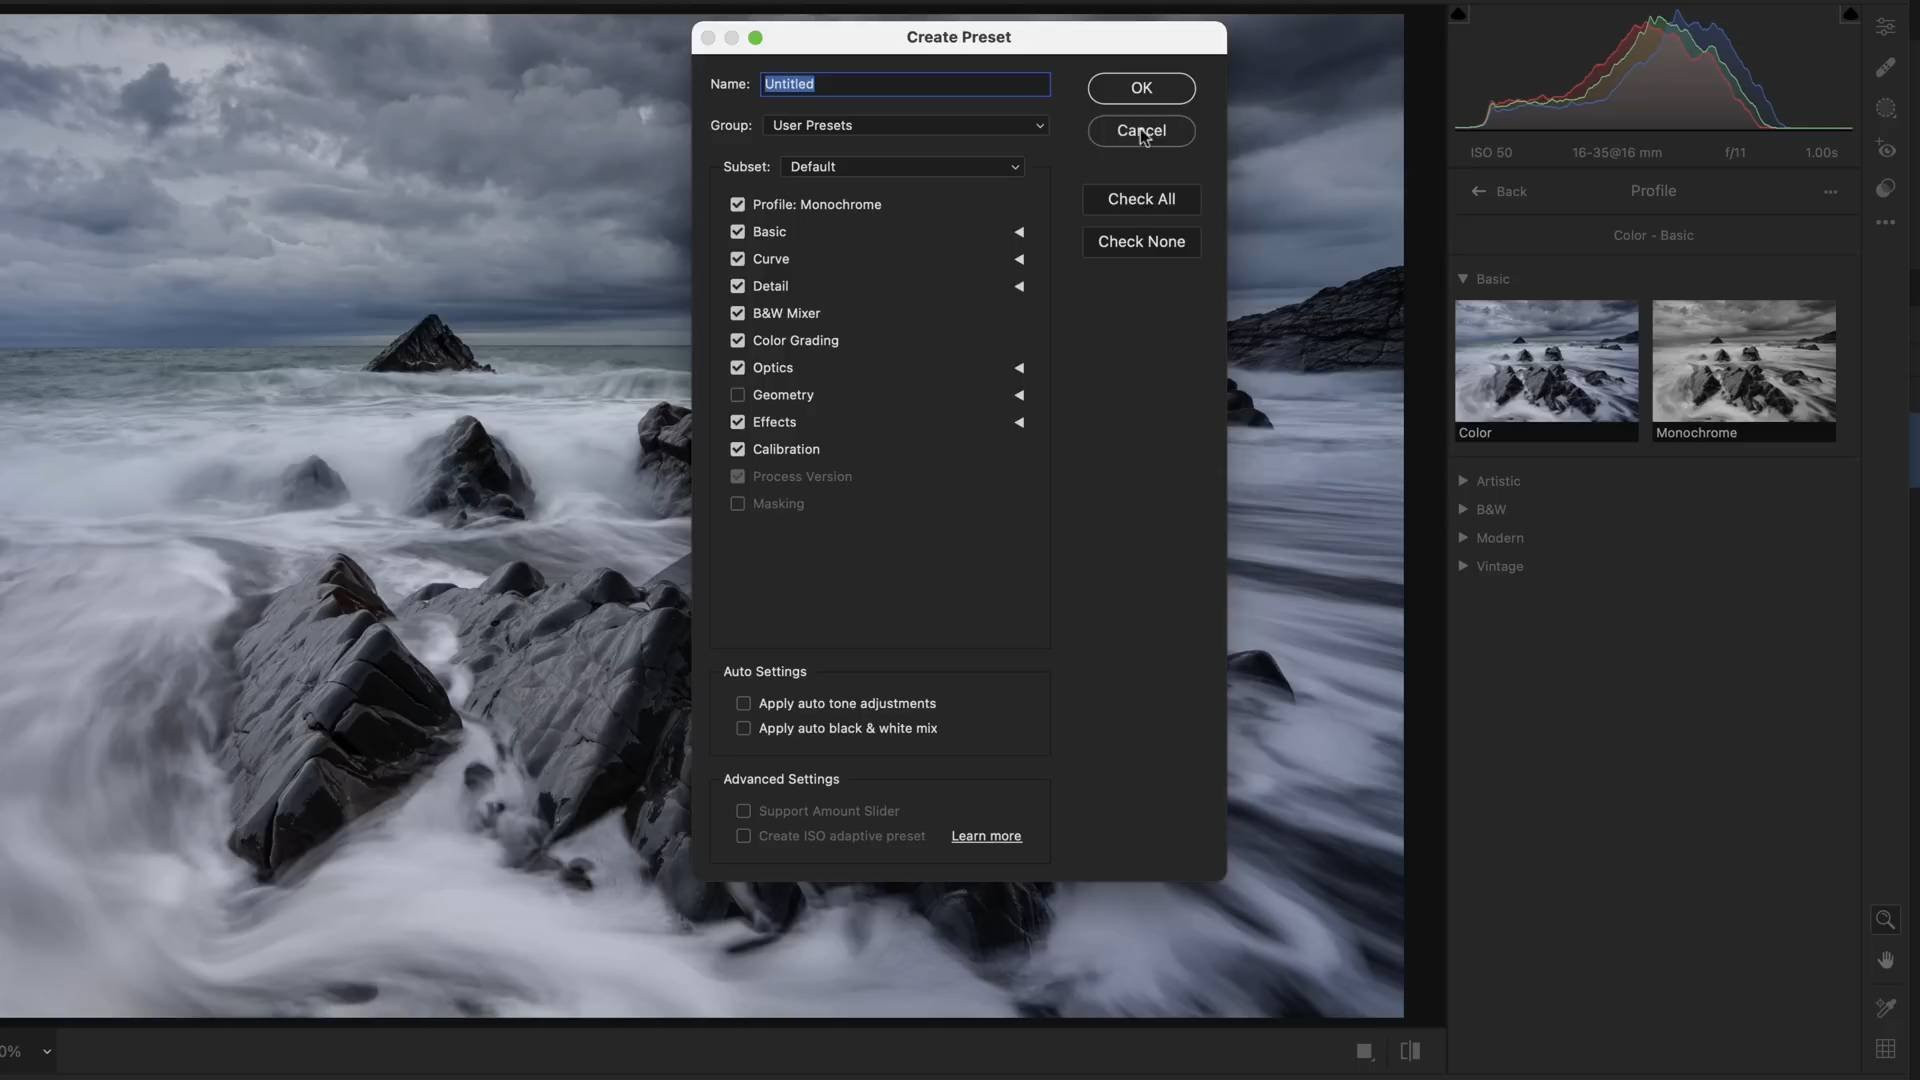 Create Preset
Name: Untitled
OK
Group: User Presets
Cancel
Subset: Default
Check All
Check None
Profile: Monochrome
Basic
Curve
Detail
B&W Mixer
Color Grading
Optics
Geometry
Effects
Calibration
Process Version
Masking
Auto Settings
Apply auto tone adjustments
Apply auto black & white mix
Advanced Settings
Support Amount Slider
Create ISO adaptive preset Learn more
ISO 50 16-35@16 mm f/11 1.00s
Back Profile
Color - Basic
Basic
Color Monochrome
Artistic
B&W
Modern
Vintage
0%